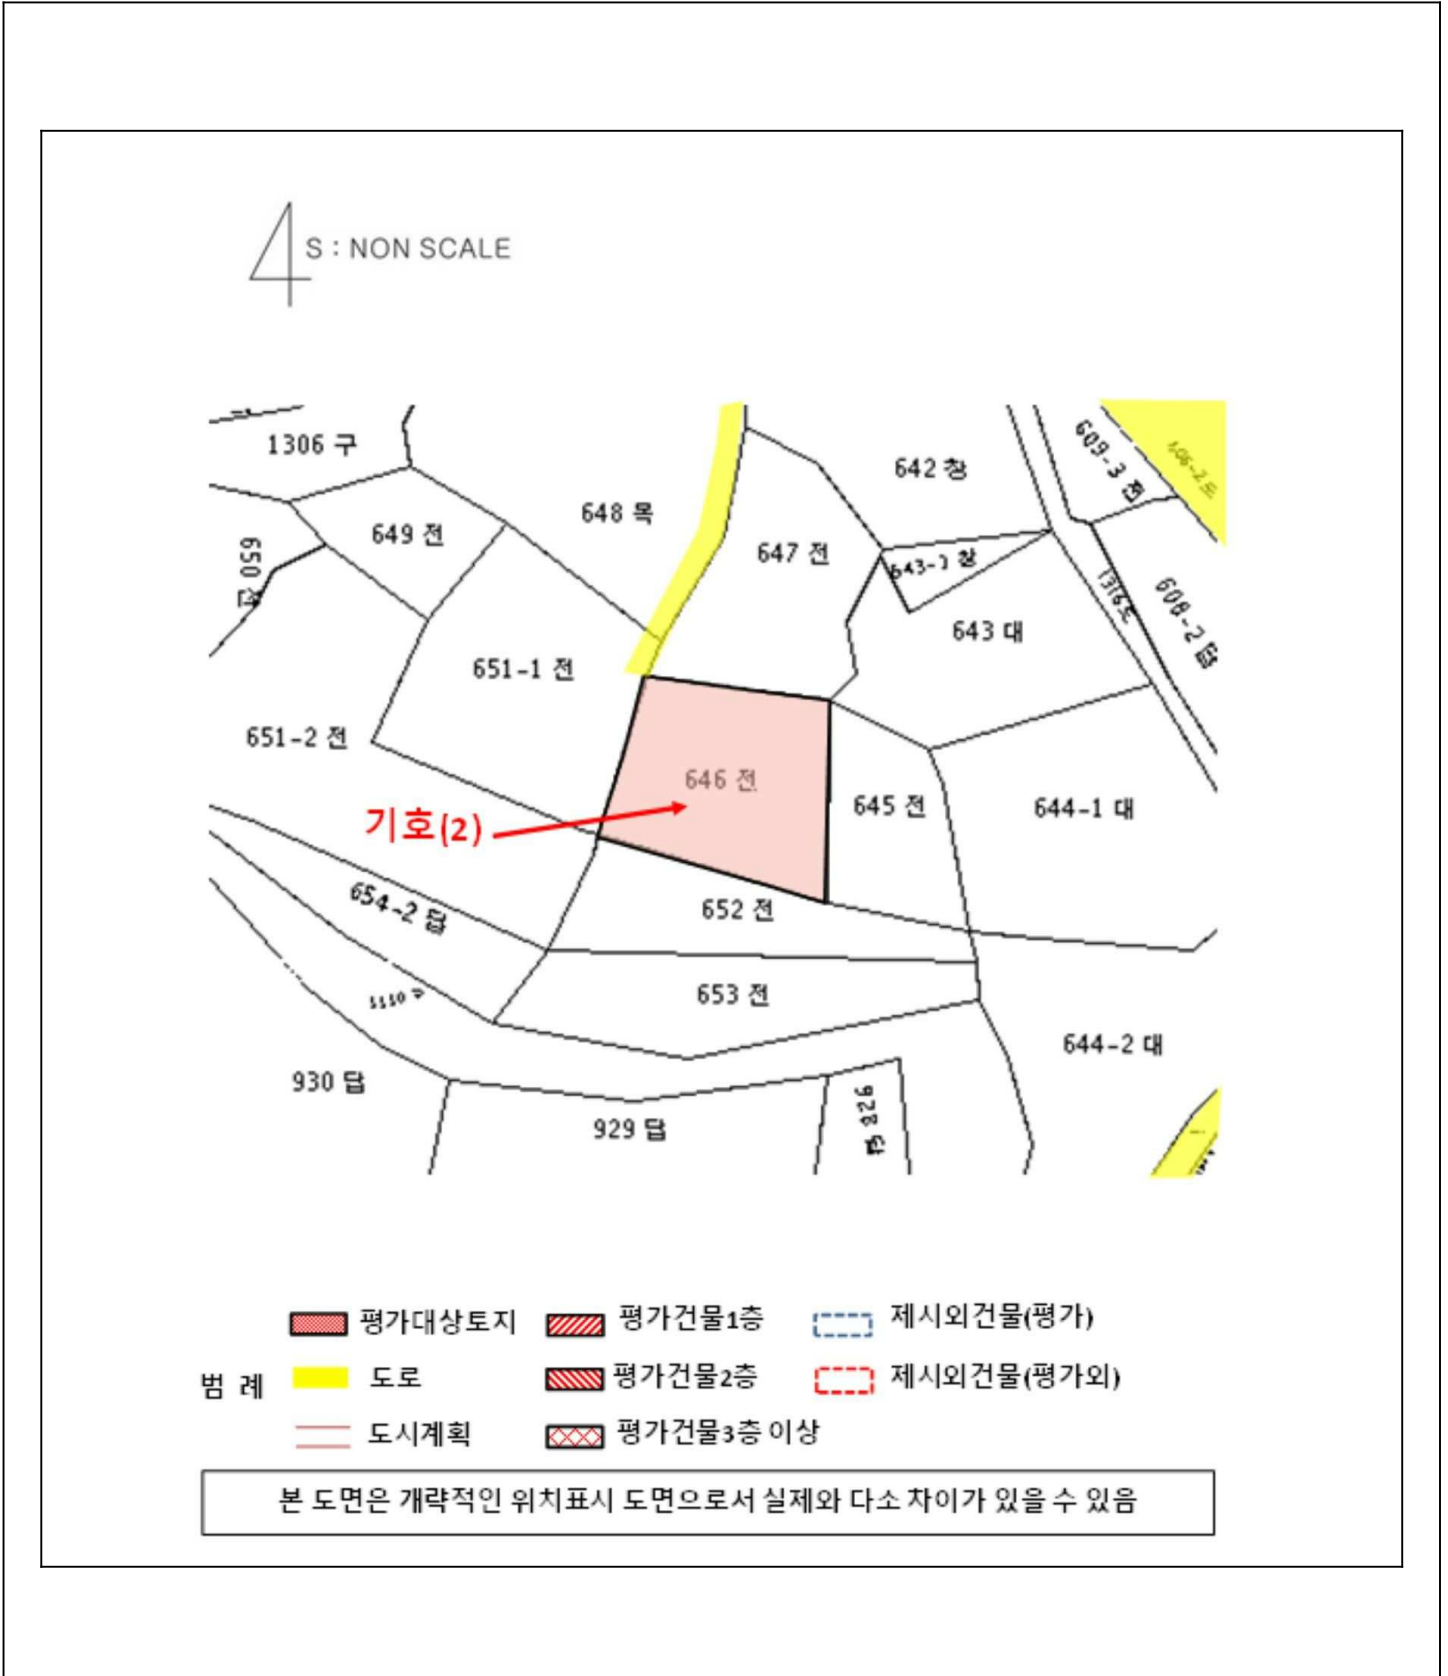 S : NON SCALE
1306 구
642 창
609-3 전
606-2도
648 목
649 전
647 전
650 전
643-1 창
1316도
643 대
608-2 답
651-1 전
651-2 전
646 전
645 전
644-1 대
기호(2)
654-2 답
652 전
653 전
644-2 대
930 답
929 답
928 답
평가대상토지
평가건물1층
제시외건물(평가)
범 례
도로
평가건물2층
제시외건물(평가외)
도시계획
평가건물3층 이상
본 도면은 개략적인 위치표시 도면으로서 실제와 다소 차이가 있을 수 있음